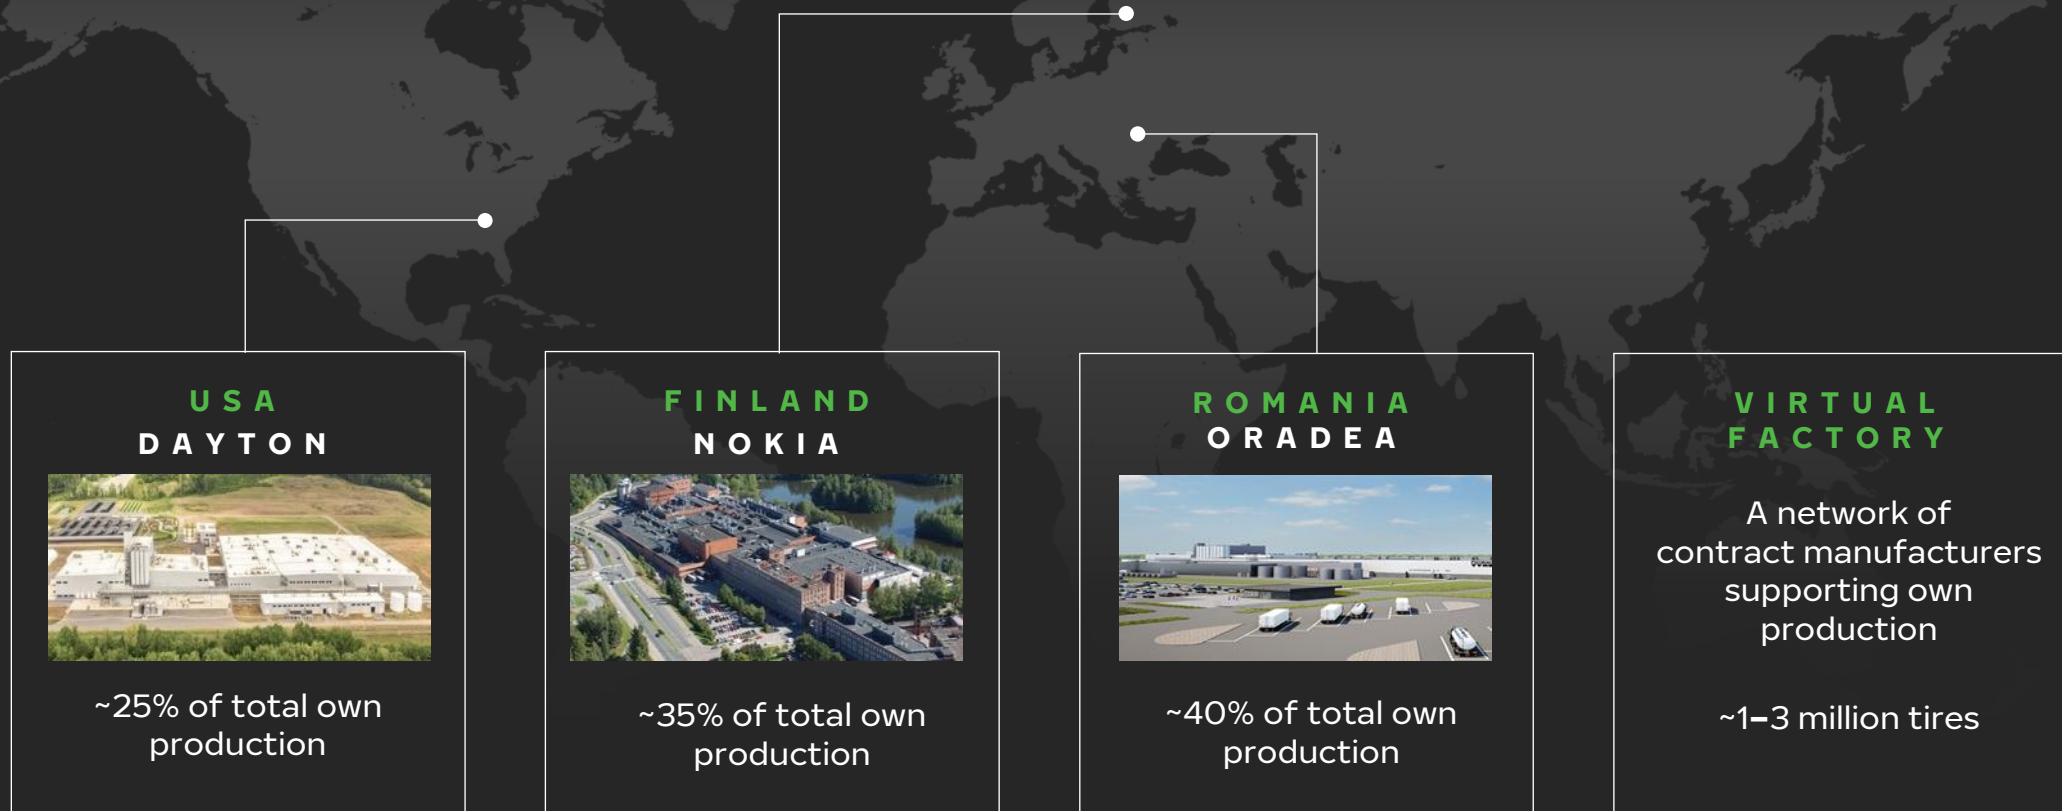 USA
DAYTON
~25% of total own
production
FINLAND
NOKIA
~35% of total own
production
ROMANIA
ORADEA
~40% of total own
production
VIRTUAL
FACTORY
A network of
contract manufacturers
supporting own
production
~1–3 million tires